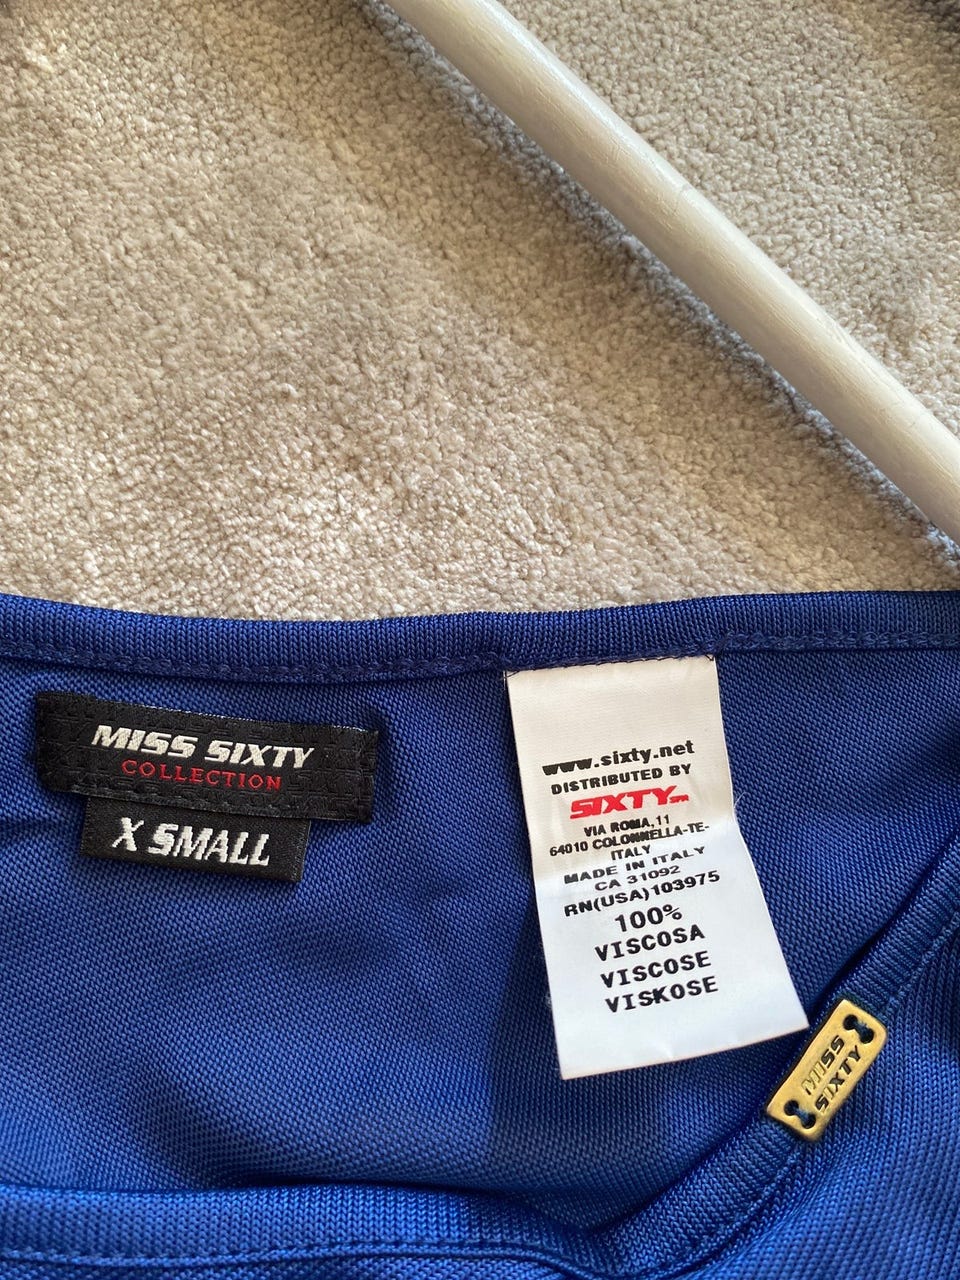 MISS SIXTY
COLLECTION
X SMALL
www.sixty.net
DISTRIBUTED BY
SIXTY
VIA ROMA,11
64010 COLONNELLA-TE-
ITALY
MADE IN ITALY
CA 31092
RN(USA)103975
100%
VISCOSA
VISCOSE
VISKOSE
MISS
SIXTY